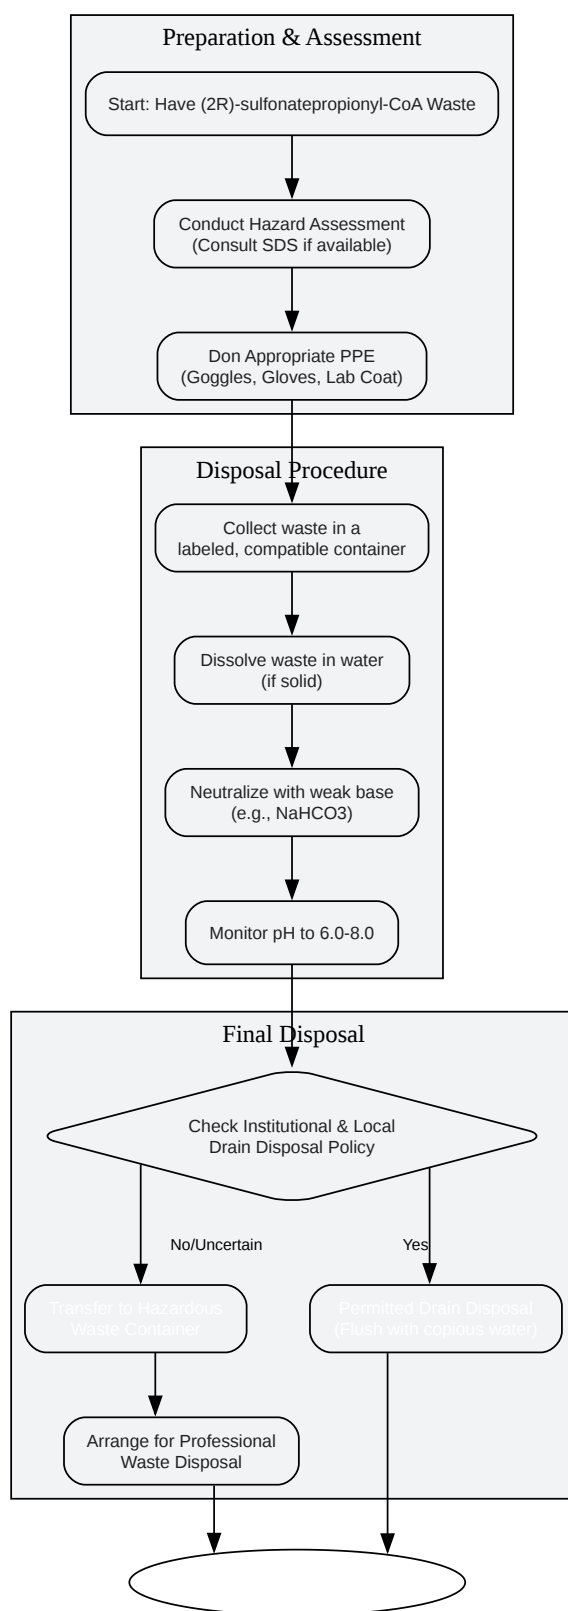 Preparation & Assessment
Start: Have (2R)-sulfonatepropionyl-CoA Waste
Conduct Hazard Assessment
(Consult SDS if available)
Don Appropriate PPE
(Goggles, Gloves, Lab Coat)
Disposal Procedure
Collect waste in a
labeled, compatible container
Dissolve waste in water
(if solid)
Neutralize with weak base
(e.g., NaHCO3)
Monitor pH to 6.0-8.0
Final Disposal
Check Institutional & Local
Drain Disposal Policy
No/Uncertain
Yes
Transfer to Hazardous
Waste Container
Permitted Drain Disposal
(Flush with copious water)
Arrange for Professional
Waste Disposal